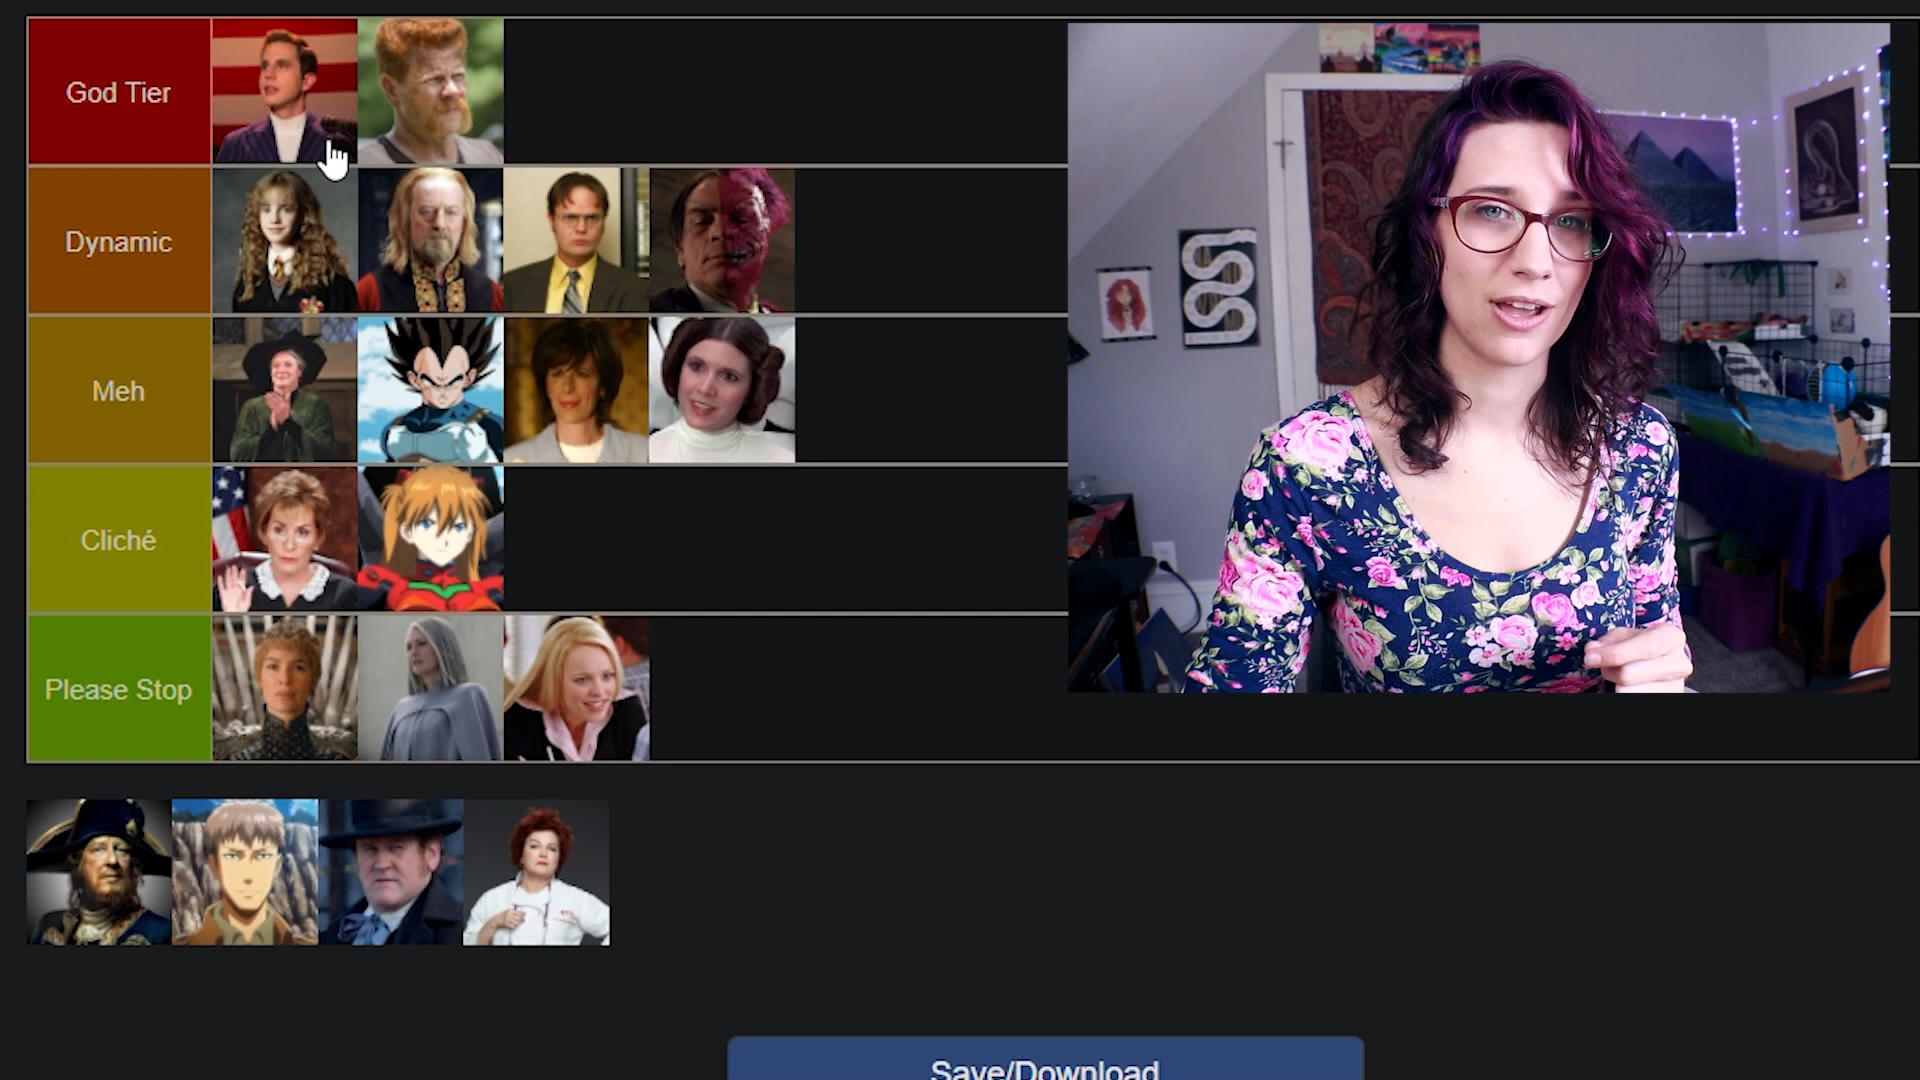 God Tier
Dynamic
Meh
Cliché
Please Stop
Save/Download